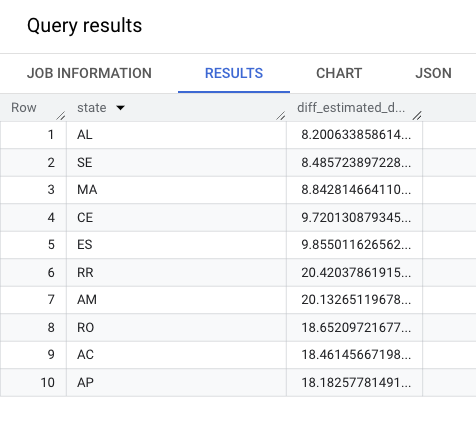 Query results
JOB INFORMATION RESULTS CHART JSON
Row state diff_estimated_d...
1 AL 8.200633858614...
2 SE 8.485723897228...
3 MA 8.842814664110...
4 CE 9.720130879345...
5 ES 9.855011626562...
6 RR 20.42037861915...
7 AM 20.13265119678...
8 RO 18.65209721677...
9 AC 18.46145667198...
10 AP 18.18257781491...